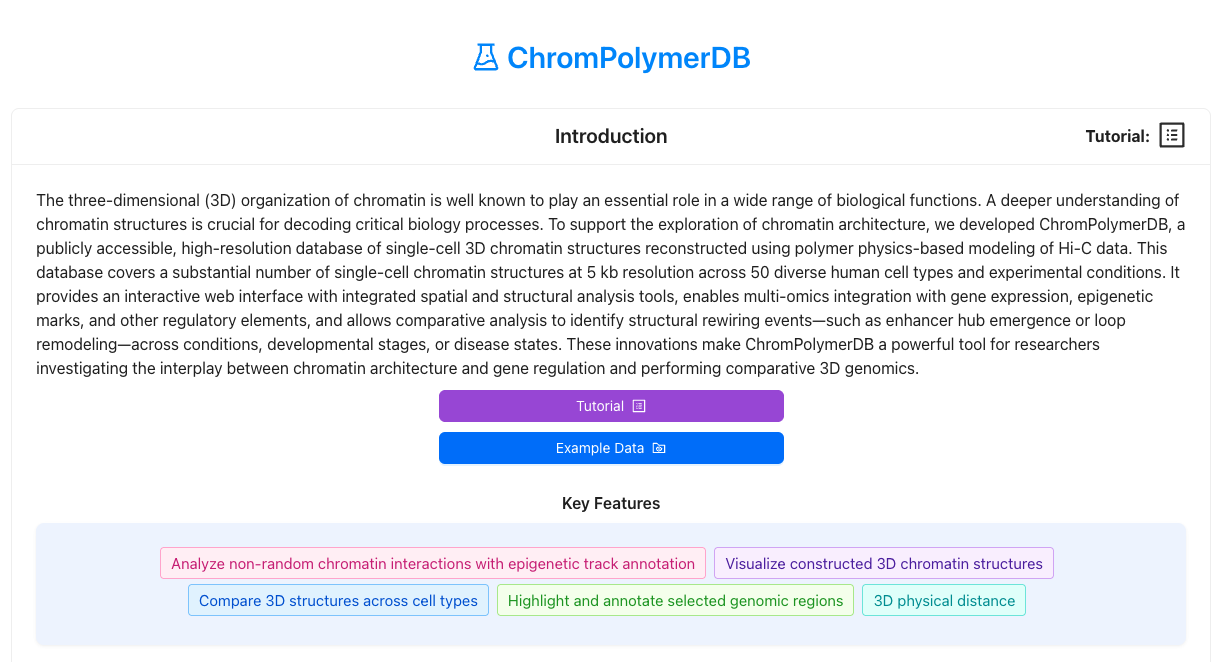 ChromPolymerDB
Introduction
Tutorial:
The three-dimensional (3D) organization of chromatin is well known to play an essential role in a wide range of biological functions. A deeper understanding of
chromatin structures is crucial for decoding critical biology processes. To support the exploration of chromatin architecture, we developed ChromPolymerDB, a
publicly accessible, high-resolution database of single-cell 3D chromatin structures reconstructed using polymer physics-based modeling of Hi-C data. This
database covers a substantial number of single-cell chromatin structures at 5 kb resolution across 50 diverse human cell types and experimental conditions. It
provides an interactive web interface with integrated spatial and structural analysis tools, enables multi-omics integration with gene expression, epigenetic
marks, and other regulatory elements, and allows comparative analysis to identify structural rewiring events—such as enhancer hub emergence or loop
remodeling—across conditions, developmental stages, or disease states. These innovations make ChromPolymerDB a powerful tool for researchers
investigating the interplay between chromatin architecture and gene regulation and performing comparative 3D genomics.
Tutorial
Example Data
Key Features
Analyze non-random chromatin interactions with epigenetic track annotation
Visualize constructed 3D chromatin structures
Compare 3D structures across cell types
Highlight and annotate selected genomic regions
3D physical distance